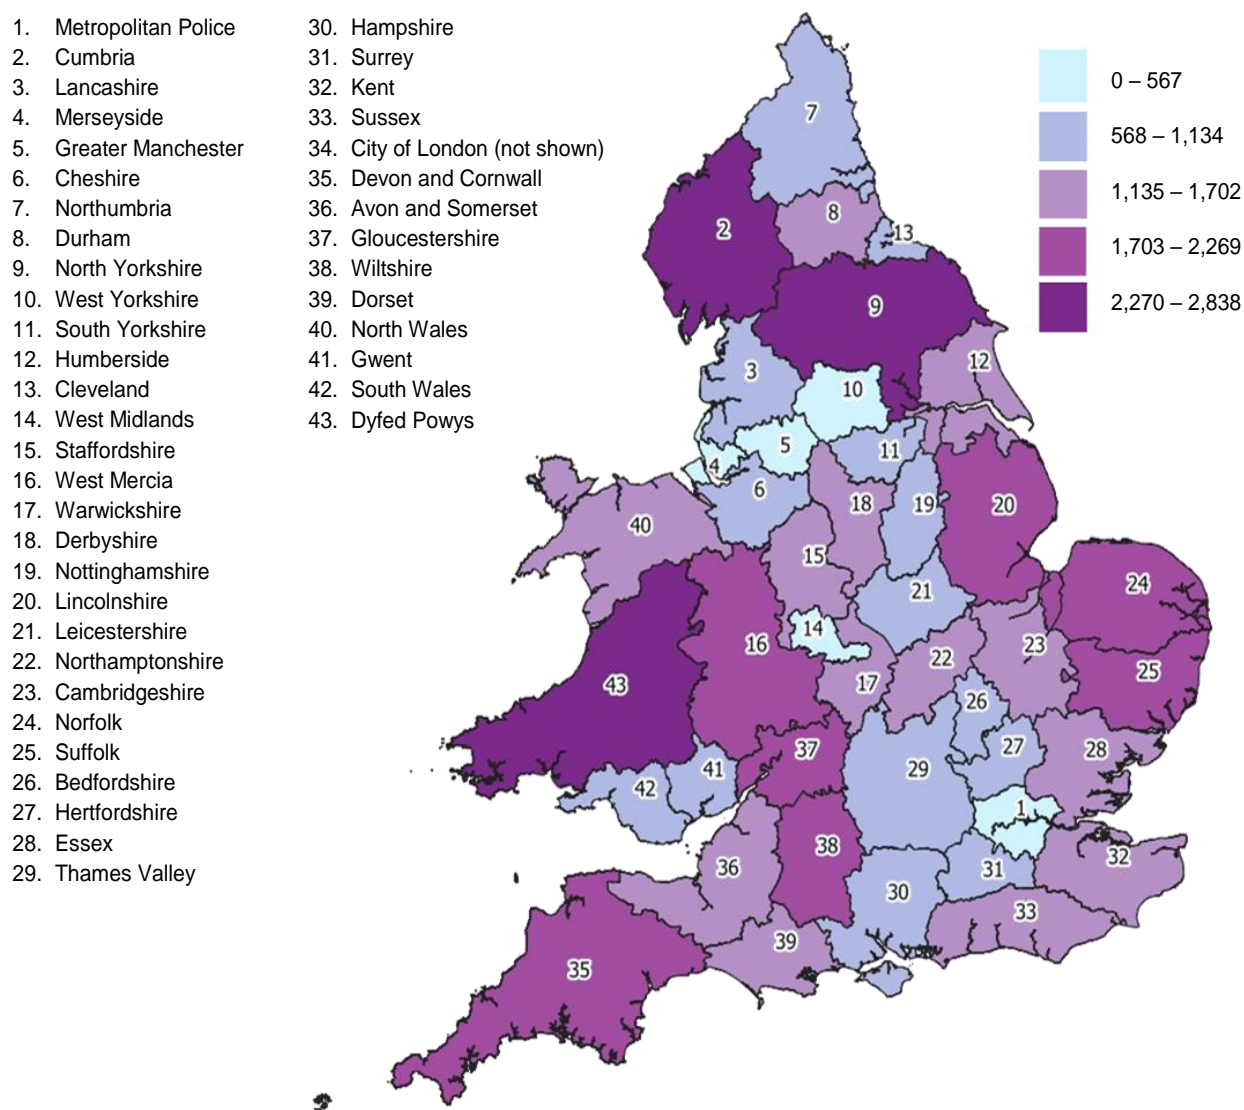 1. Metropolitan Police
2. Cumbria
3. Lancashire
4. Merseyside
5. Greater Manchester
6. Cheshire
7. Northumbria
8. Durham
9. North Yorkshire
10. West Yorkshire
11. South Yorkshire
12. Humberside
13. Cleveland
14. West Midlands
15. Staffordshire
16. West Mercia
17. Warwickshire
18. Derbyshire
19. Nottinghamshire
20. Lincolnshire
21. Leicestershire
22. Northamptonshire
23. Cambridgeshire
24. Norfolk
25. Suffolk
26. Bedfordshire
27. Hertfordshire
28. Essex
29. Thames Valley
30. Hampshire
31. Surrey
32. Kent
33. Sussex
34. City of London (not shown)
35. Devon and Cornwall
36. Avon and Somerset
37. Gloucestershire
38. Wiltshire
39. Dorset
40. North Wales
41. Gwent
42. South Wales
43. Dyfed Powys
0 – 567
568 – 1,134
1,135 – 1,702
1,703 – 2,269
2,270 – 2,838
7
8
2
13
9
12
3
10
5
11
4
6
18
19
20
40
15
24
21
14
16
23
22
25
43
17
26
37
27
28
41
29
42
1
38
32
36
31
30
33
39
35